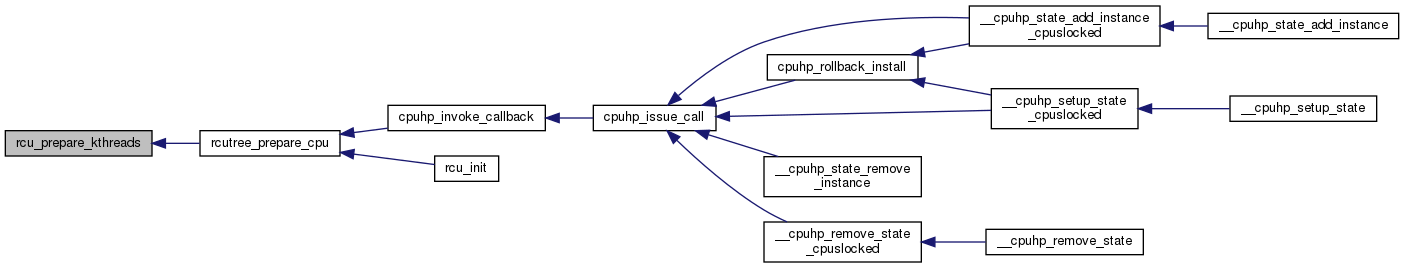 __cpuhp_state_add_instance
_cpuslocked
__cpuhp_state_add_instance
cpuhp_rollback_install
__cpuhp_setup_state
_cpuslocked
__cpuhp_setup_state
cpuhp_invoke_callback
cpuhp_issue_call
rcu_prepare_kthreads
rcutree_prepare_cpu
rcu_init
__cpuhp_state_remove
_instance
__cpuhp_remove_state
_cpuslocked
__cpuhp_remove_state